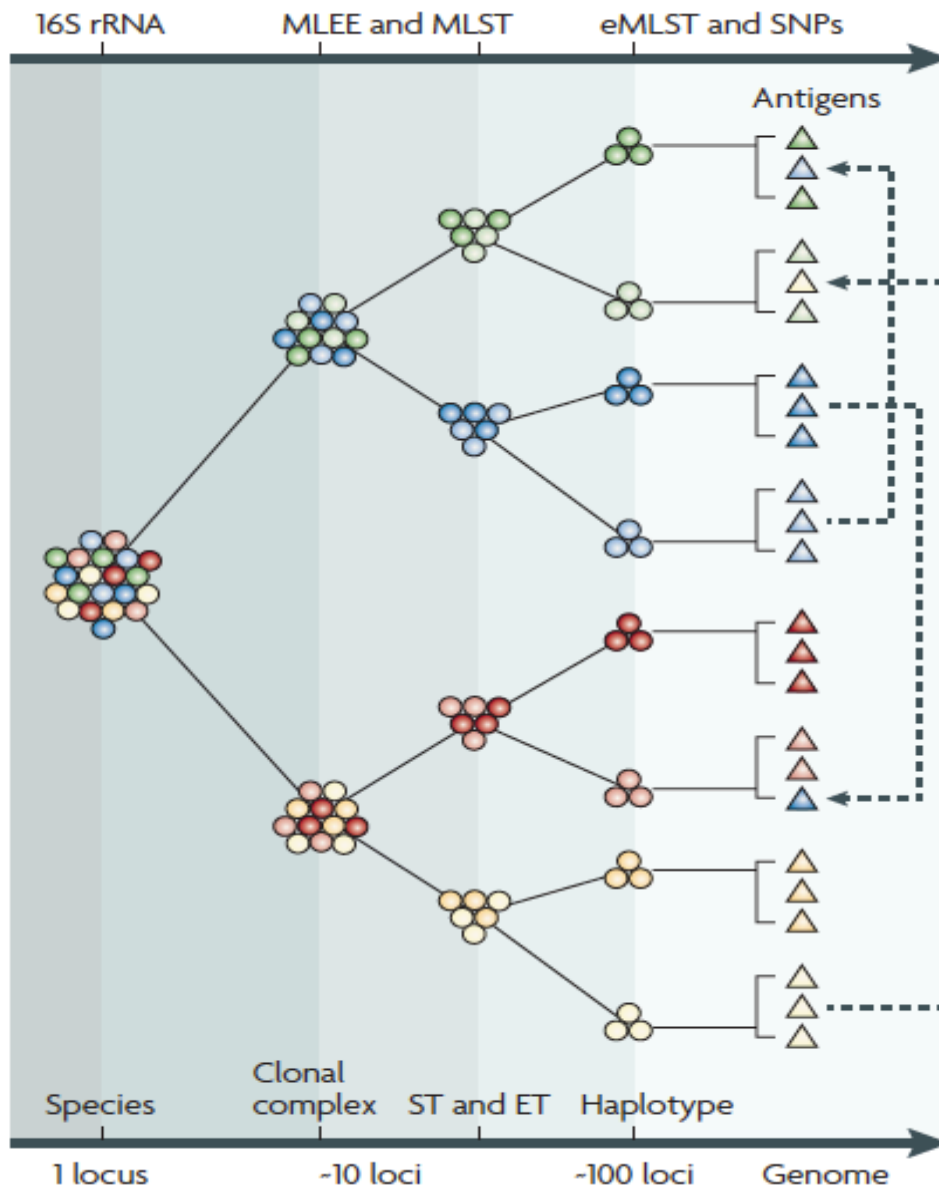 16S rRNA
MLEE and MLST
eMLST and SNPs
Antigens
Species
Clonal
complex
ST and ET
Haplotype
1 locus
~10 loci
~100 loci
Genome